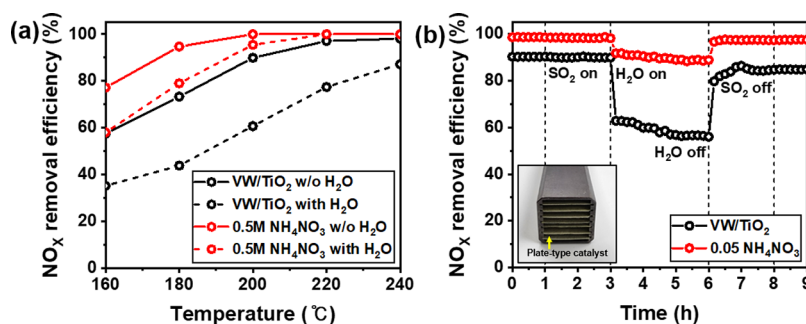 (a)
NOX removal efficiency (%)
100
80
60
40
20
0
160
180
200
220
240
Temperature (℃)
VW/TiO2 w/o H2O
VW/TiO2 with H2O
0.5M NH4NO3 w/o H2O
0.5M NH4NO3 with H2O
(b)
NOX removal efficiency (%)
100
80
60
40
20
0
0
1
2
3
4
5
6
7
8
9
Time (h)
SO2 on
H2O on
SO2 off
H2O off
Plate-type catalyst
VW/TiO2
0.05 NH4NO3